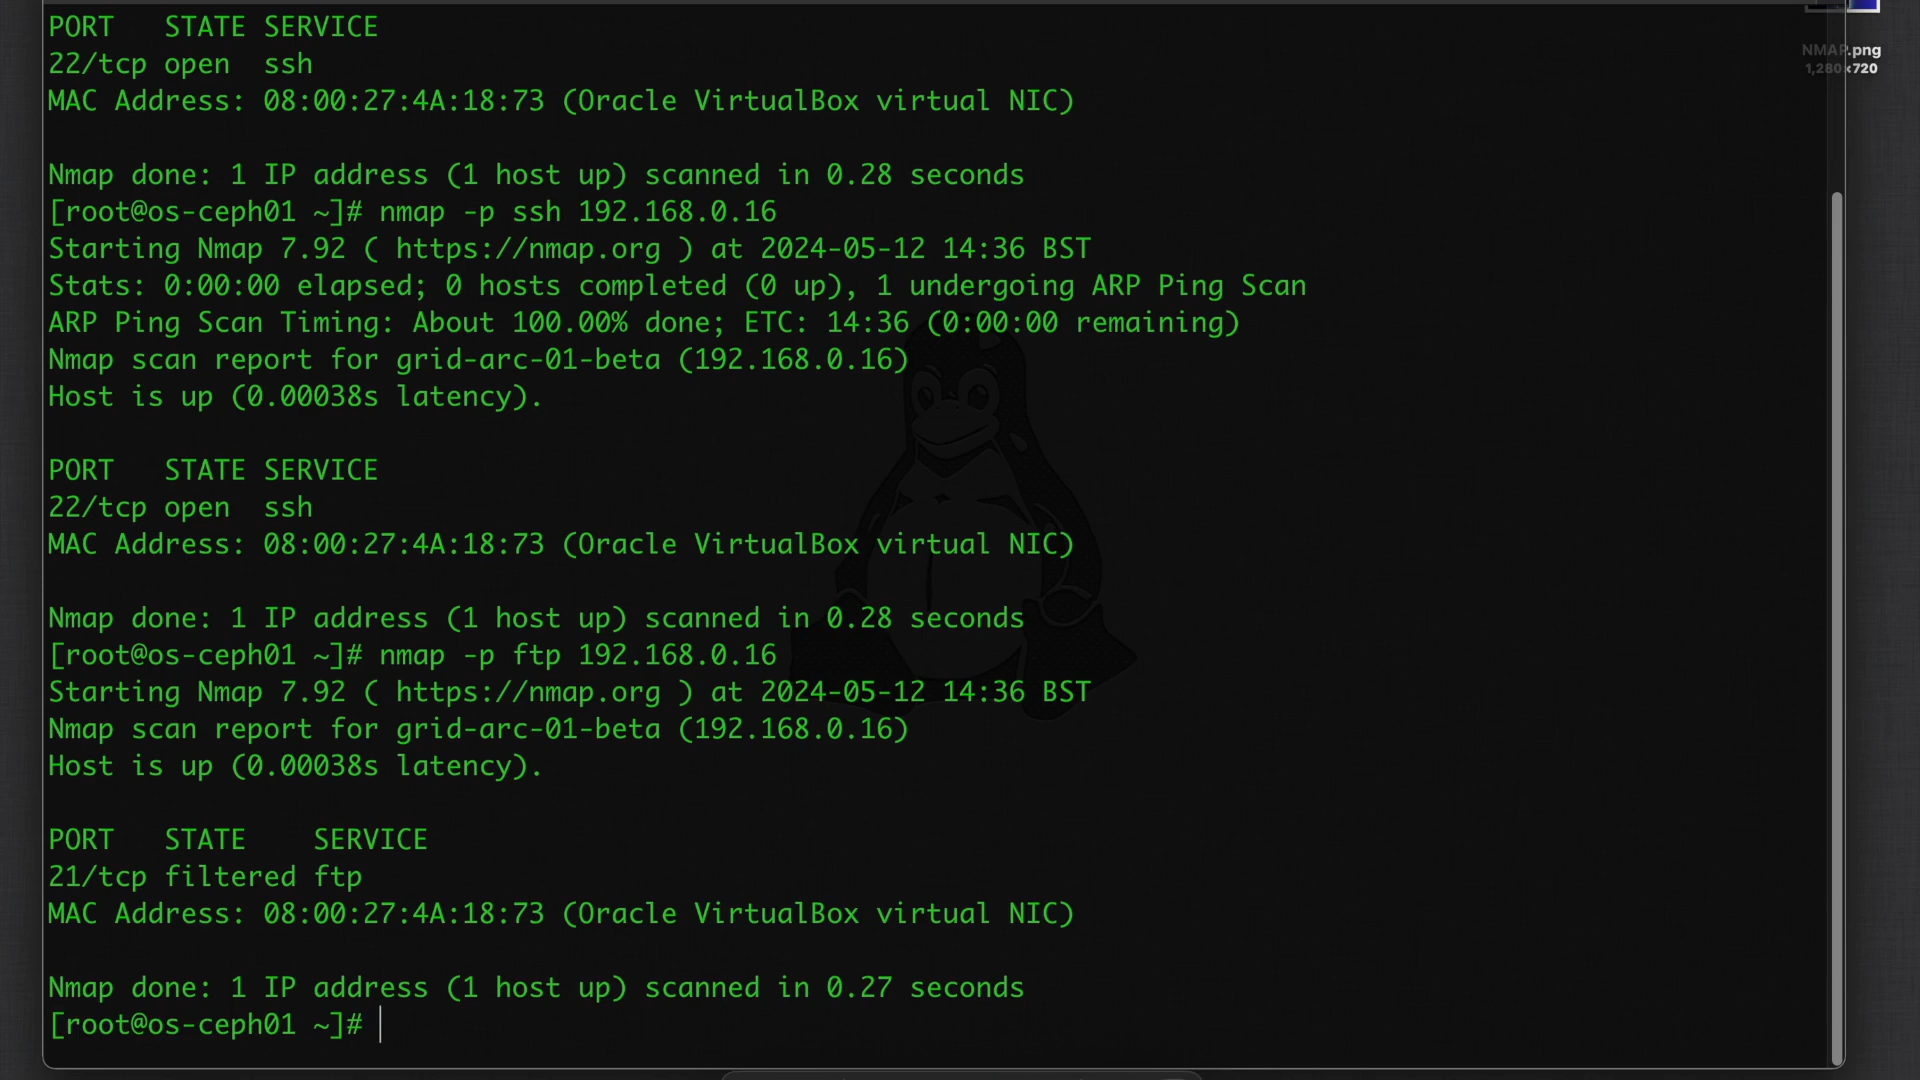 PORT   STATE SERVICE
22/tcp open  ssh
MAC Address: 08:00:27:4A:18:73 (Oracle VirtualBox virtual NIC)

Nmap done: 1 IP address (1 host up) scanned in 0.28 seconds
[root@os-ceph01 ~]# nmap -p ssh 192.168.0.16
Starting Nmap 7.92 ( https://nmap.org ) at 2024-05-12 14:36 BST
Stats: 0:00:00 elapsed; 0 hosts completed (0 up), 1 undergoing ARP Ping Scan
ARP Ping Scan Timing: About 100.00% done; ETC: 14:36 (0:00:00 remaining)
Nmap scan report for grid-arc-01-beta (192.168.0.16)
Host is up (0.00038s latency).

PORT   STATE SERVICE
22/tcp open  ssh
MAC Address: 08:00:27:4A:18:73 (Oracle VirtualBox virtual NIC)

Nmap done: 1 IP address (1 host up) scanned in 0.28 seconds
[root@os-ceph01 ~]# nmap -p ftp 192.168.0.16
Starting Nmap 7.92 ( https://nmap.org ) at 2024-05-12 14:36 BST
Nmap scan report for grid-arc-01-beta (192.168.0.16)
Host is up (0.00038s latency).

PORT   STATE    SERVICE
21/tcp filtered ftp
MAC Address: 08:00:27:4A:18:73 (Oracle VirtualBox virtual NIC)

Nmap done: 1 IP address (1 host up) scanned in 0.27 seconds
[root@os-ceph01 ~]#
NMAP.png
1,280×720